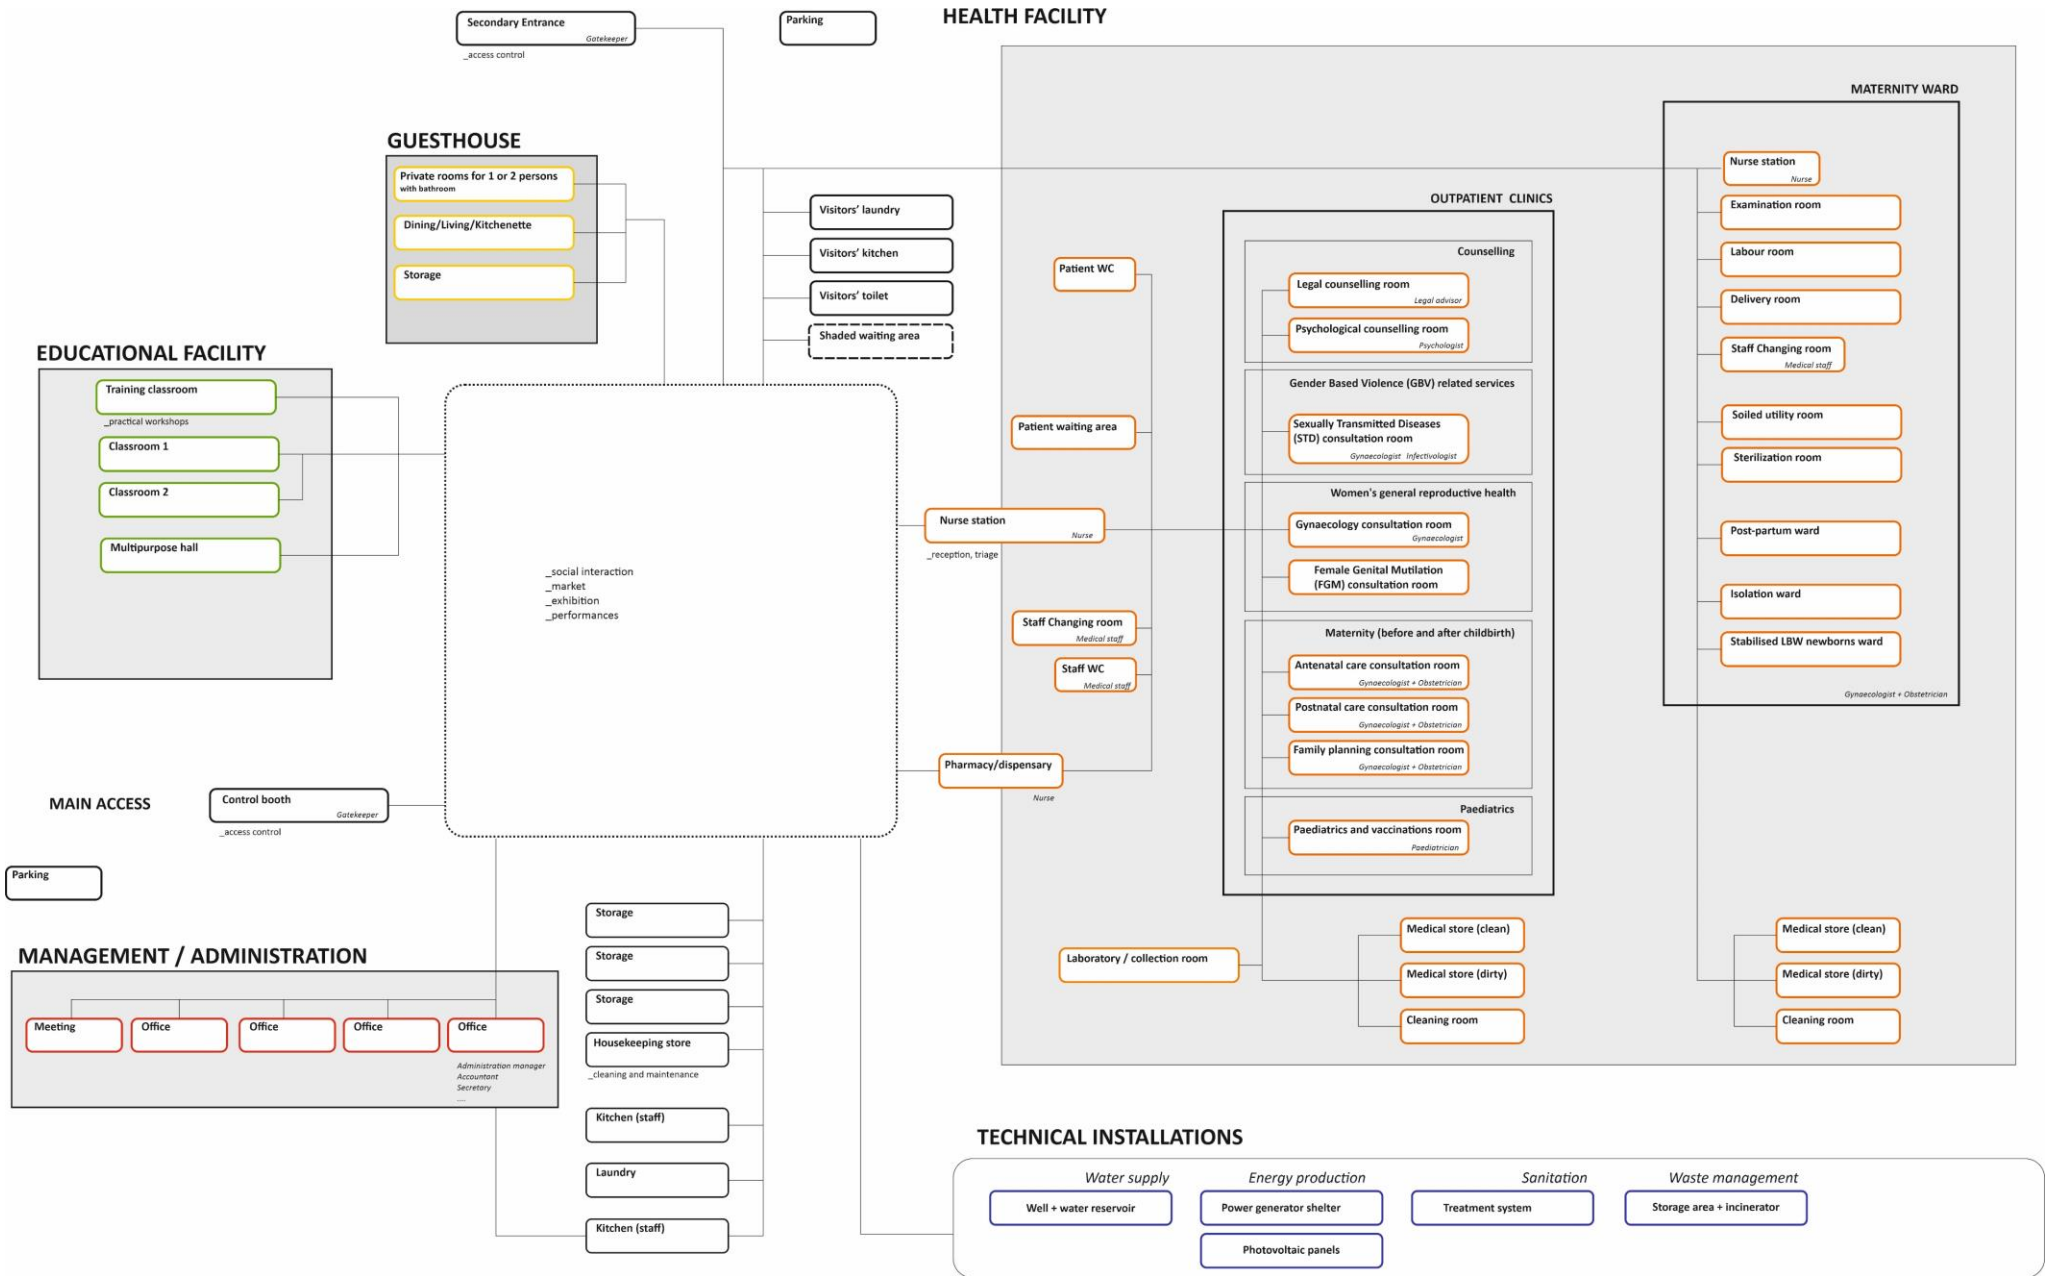 Secondary Entrance
Gatekeeper
_access control
Parking
HEALTH FACILITY
MATERNITY WARD
GUESTHOUSE
Private rooms for 1 or 2 persons
with bathroom
Dining/Living/Kitchenette
Storage
Visitors' laundry
Visitors' kitchen
Visitors' toilet
Shaded waiting area
EDUCATIONAL FACILITY
Training classroom
_practical workshops
Classroom 1
Classroom 2
Multipurpose hall
_social interaction
_market
_exhibition
_performances
MAIN ACCESS
Control booth
Gatekeeper
_access control
Parking
MANAGEMENT / ADMINISTRATION
Meeting
Office
Office
Office
Office
Administration manager
Accountant
Secretary
....
Storage
Storage
Storage
Housekeeping store
_cleaning and maintenance
Kitchen (staff)
Laundry
Kitchen (staff)
Patient WC
Patient waiting area
Nurse station
Nurse
_reception, triage
Staff Changing room
Medical staff
Staff WC
Medical staff
Pharmacy/dispensary
Nurse
OUTPATIENT CLINICS
Counselling
Legal counselling room
Legal advisor
Psychological counselling room
Psychologist
Gender Based Violence (GBV) related services
Sexually Transmitted Diseases
(STD) consultation room
Gynaecologist Infectivologist
Women's general reproductive health
Gynaecology consultation room
Gynaecologist
Female Genital Mutilation
(FGM) consultation room
Maternity (before and after childbirth)
Antenatal care consultation room
Gynaecologist + Obstetrician
Postnatal care consultation room
Gynaecologist + Obstetrician
Family planning consultation room
Gynaecologist + Obstetrician
Paediatrics
Paediatrics and vaccinations room
Paediatrician
Laboratory / collection room
Medical store (clean)
Medical store (dirty)
Cleaning room
Nurse station
Nurse
Examination room
Labour room
Delivery room
Staff Changing room
Medical staff
Soiled utility room
Sterilization room
Post-partum ward
Isolation ward
Stabilised LBW newborns ward
Gynaecologist + Obstetrician
Medical store (clean)
Medical store (dirty)
Cleaning room
TECHNICAL INSTALLATIONS
Water supply
Well + water reservoir
Energy production
Power generator shelter
Photovoltaic panels
Sanitation
Treatment system
Waste management
Storage area + incinerator